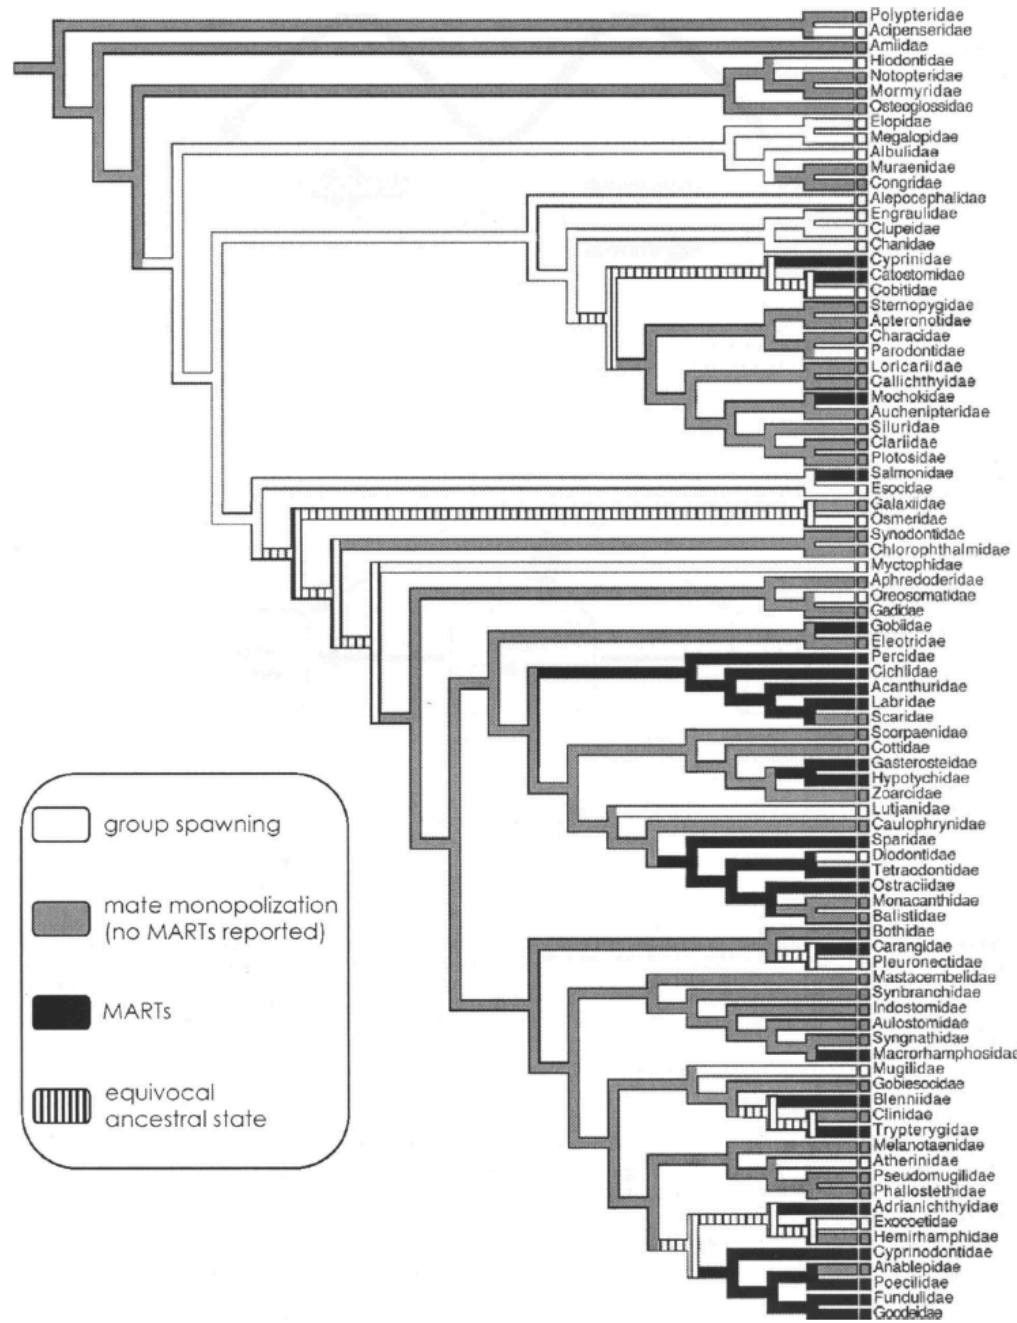 Polypteridae
Acipenseridae
Amiidae
Hiodontidae
Notopteridae
Mormyridae
Osteoglossidae
Elopidae
Megalopidae
Albulidae
Muraenidae
Congridae
Alepocephalidae
Engraulidae
Clupeidae
Chanidae
Cyprinidae
Catostomidae
Cobitidae
Sternopygidae
Apteronotidae
Characidae
Parodontidae
Loricariidae
Callichthyidae
Mochokidae
Auchenipteridae
Siluridae
Clariidae
Plotosidae
Salmonidae
Esocidae
Galaxiidae
Osmeridae
Synodontidae
Chlorophthalmidae
Myctophidae
Aphredoderidae
Oreosomatidae
Gadidae
Gobiidae
Eleotridae
Percidae
Cichlidae
Acanthuridae
Labridae
Scaridae
Scorpaenidae
Cottidae
Gasterosteidae
Hypotychidae
Zoarcidae
Lutjanidae
Caulophrynidae
Sparidae
Diodontidae
Tetraodontidae
Ostraciidae
Monacanthidae
Balistidae
Bothidae
Carangidae
Pleuronectidae
Mastacembelidae
Synbranchidae
Indostomidae
Aulostomidae
Syngnathidae
Macrorhamphosidae
Mugilidae
Gobiesocidae
Blenniidae
Clinidae
Trypterygidae
Melanotaenidae
Atherinidae
Pseudomugilidae
Phallostethidae
Adrianichthyidae
Exocoetidae
Hemirhamphidae
Cyprinodontidae
Anablepidae
Poecilidae
Fundulidae
Goodeidae
group spawning
mate monopolization
(no MARTs reported)
MARTs
equivocal
ancestral state